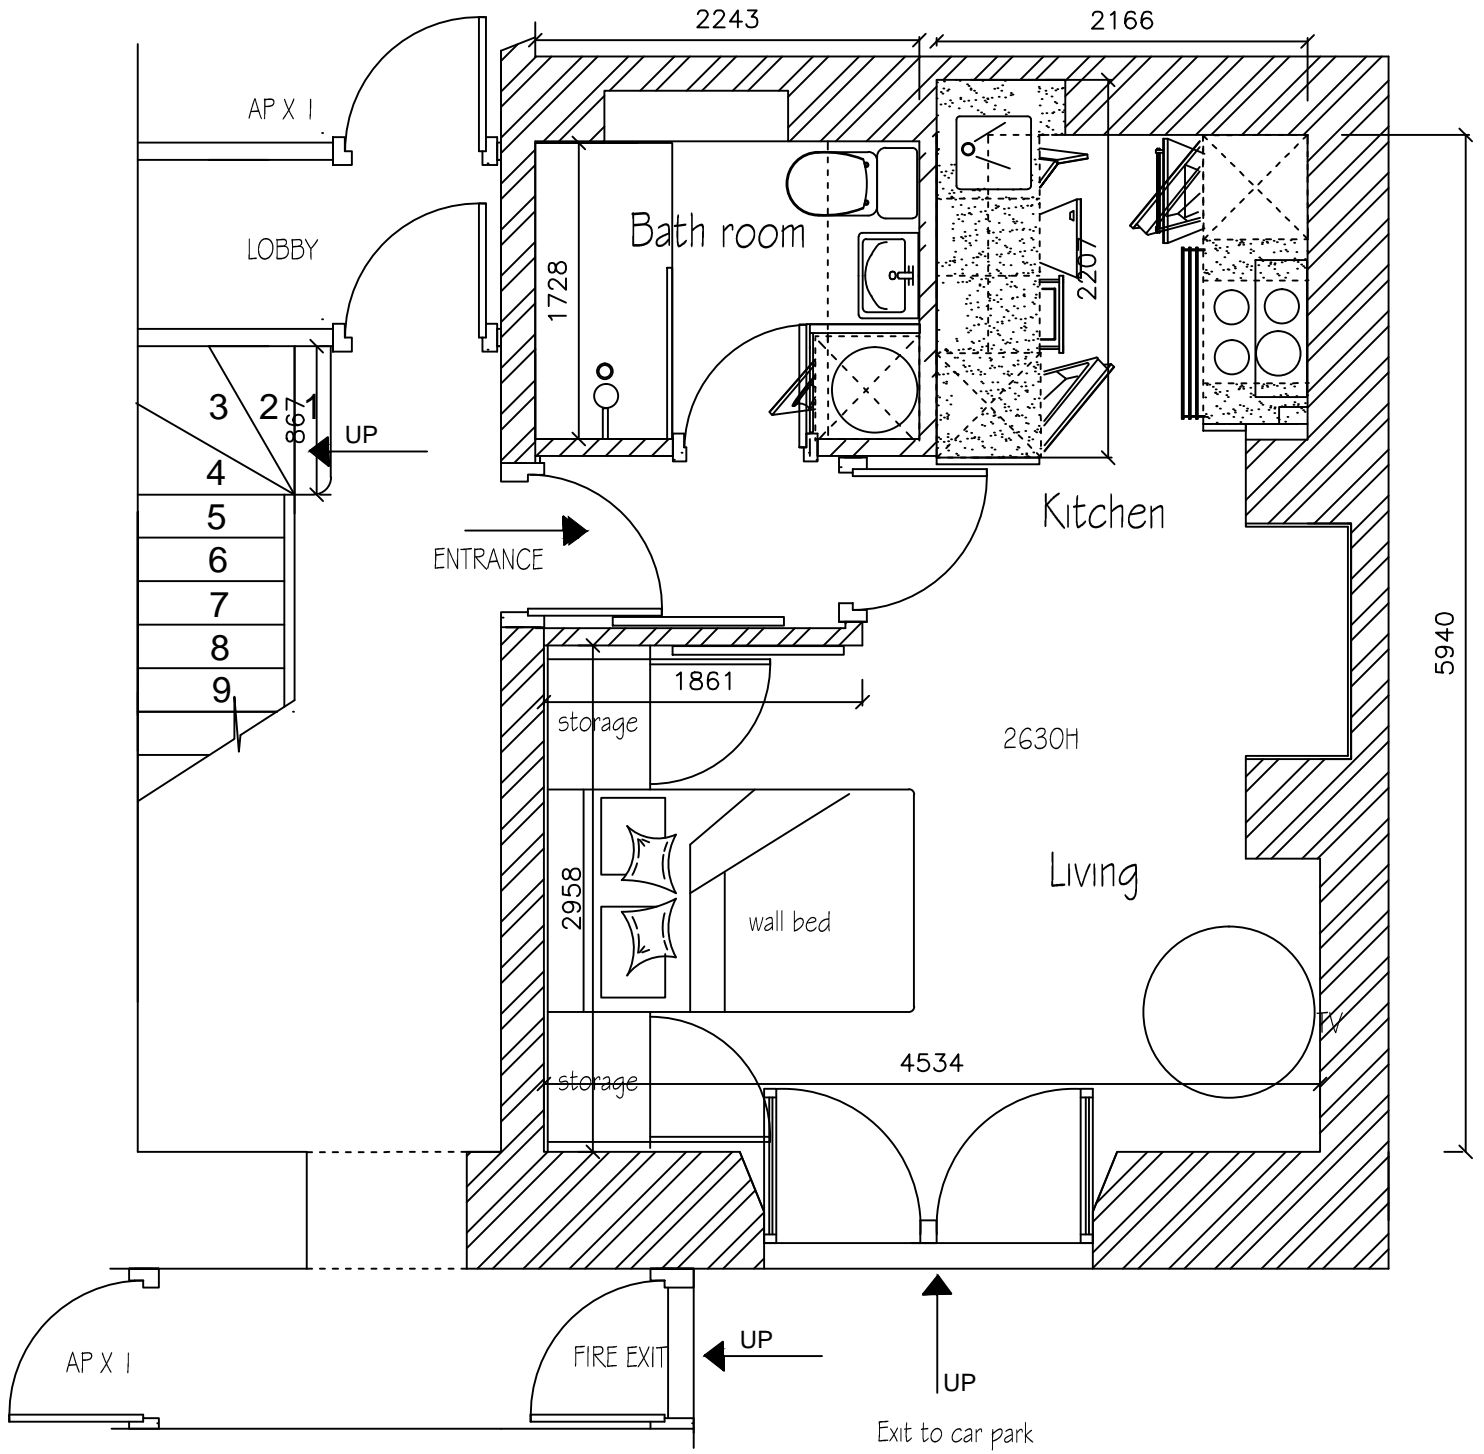 2243
2166
AP X 1
LOBBY
Bath room
1728
2207
3
2
1
867
UP
4
5
6
7
8
9
ENTRANCE
Kitchen
5940
1861
storage
2630H
2958
wall bed
Living
TV
4534
storage
AP X 1
FIRE EXIT
UP
UP
Exit to car park